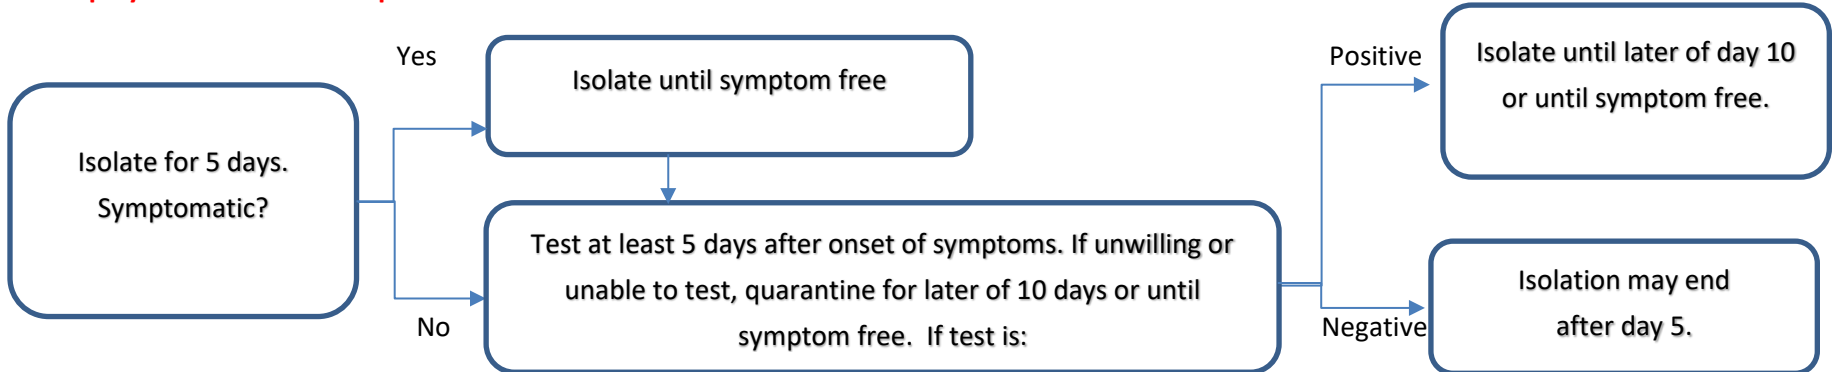 Yes
Isolate until symptom free
Positive
Isolate until later of day 10
or until symptom free.
Isolate for 5 days.
Symptomatic?
Test at least 5 days after onset of symptoms. If unwilling or
unable to test, quarantine for later of 10 days or until
symptom free.  If test is:
No
Isolation may end
after day 5.
Negative